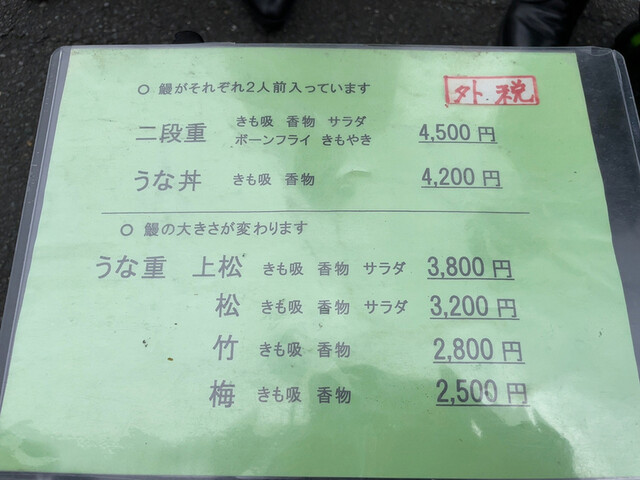 ○ 鰻がそれぞれ2人前入っています
外税
二段重 きも吸 香物 サラダ ボーンフライ きもやき 4,500円
うな丼 きも吸 香物 4,200円
○ 鰻の大きさが変わります
うな重 上松 きも吸 香物 サラダ 3,800円
松 きも吸 香物 サラダ 3,200円
竹 きも吸 香物 2,800円
梅 きも吸 香物 2,500円